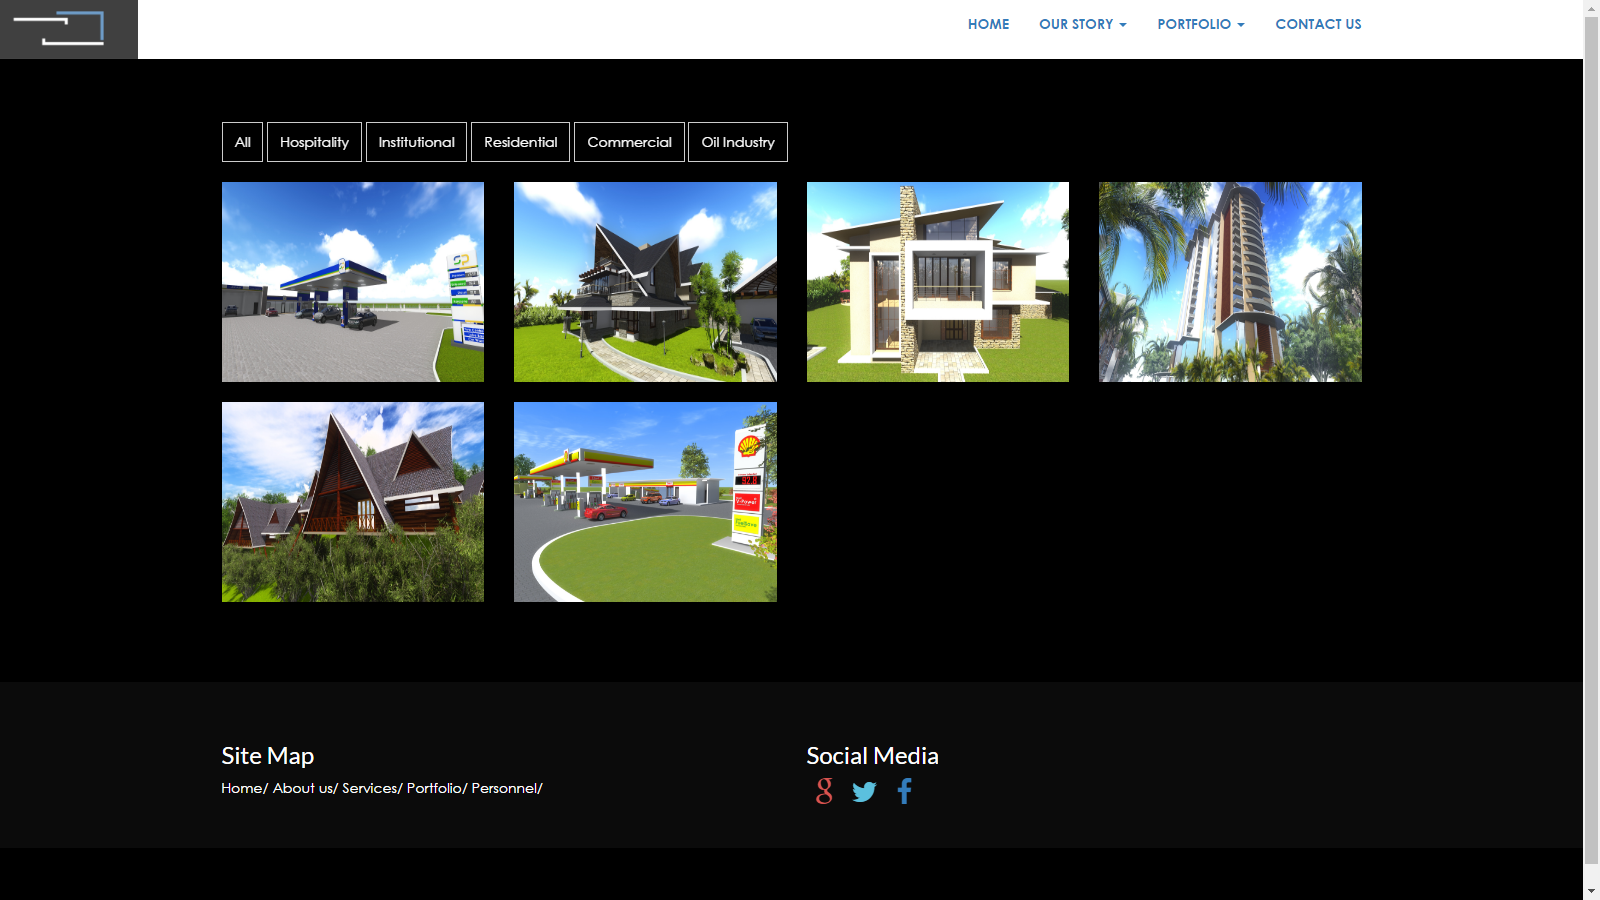 HOME OUR STORY PORTFOLIO CONTACT US
All Hospitality Institutional Residential Commercial Oil Industry
Site Map
Social Media
Home/ About us/ Services/ Portfolio/ Personnel/